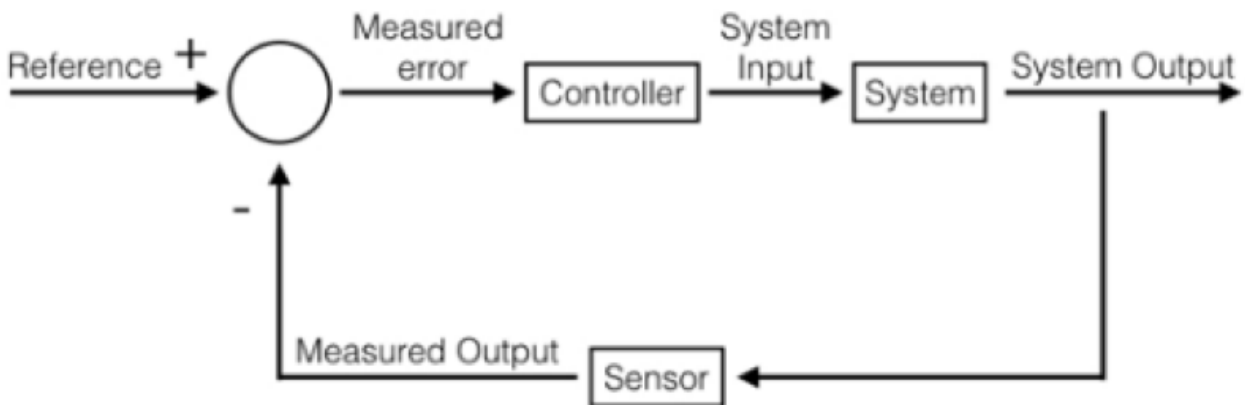 Reference
+
Measured
error
Controller
System
Input
System
System Output
-
Measured Output
Sensor